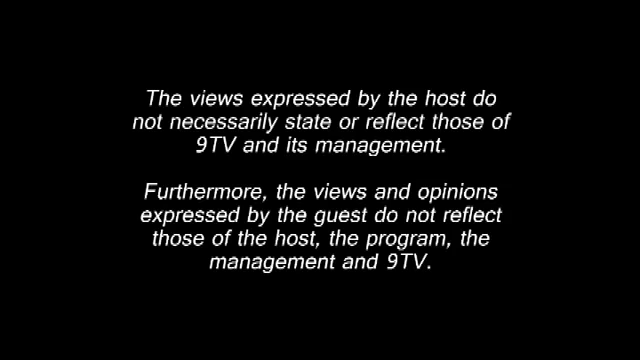 The views expressed by the host do
not necessarily state or reflect those of
9TV and its management.
Furthermore, the views and opinions
expressed by the guest do not reflect
those of the host, the program, the
management and 9TV.